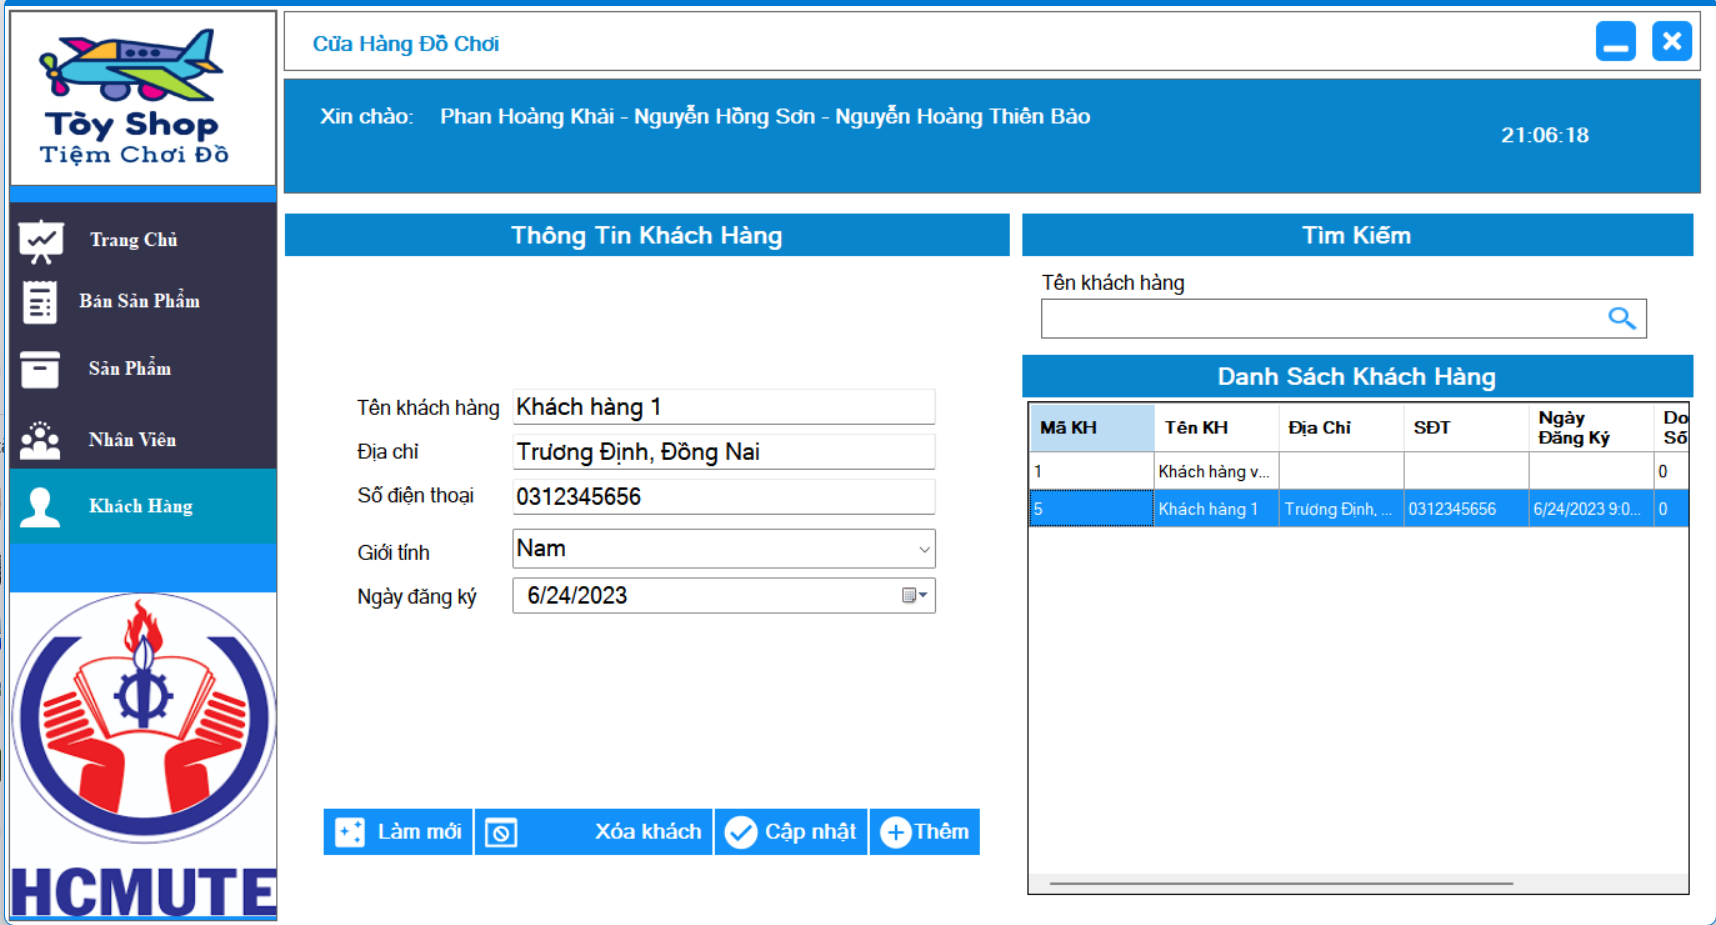 Tòy Shop
Tiệm Chơi Đồ
Cửa Hàng Đồ Chơi
Xin chào: Phan Hoàng Khải - Nguyễn Hồng Sơn - Nguyễn Hoàng Thiên Bảo
21:06:18
Trang Chủ
Bán Sản Phẩm
Sản Phẩm
Nhân Viên
Khách Hàng
HCMUTE
Thông Tin Khách Hàng
Tên khách hàng Khách hàng 1
Địa chỉ Trương Định, Đồng Nai
Số điện thoại 0312345656
Giới tính Nam
Ngày đăng ký 6/24/2023
Làm mới Xóa khách Cập nhật Thêm
Tìm Kiếm
Tên khách hàng
Danh Sách Khách Hàng
Mã KH Tên KH Địa Chỉ SĐT Ngày Đăng Ký Do Số
1 Khách hàng v... 0
5 Khách hàng 1 Trương Định, ... 0312345656 6/24/2023 9:0... 0